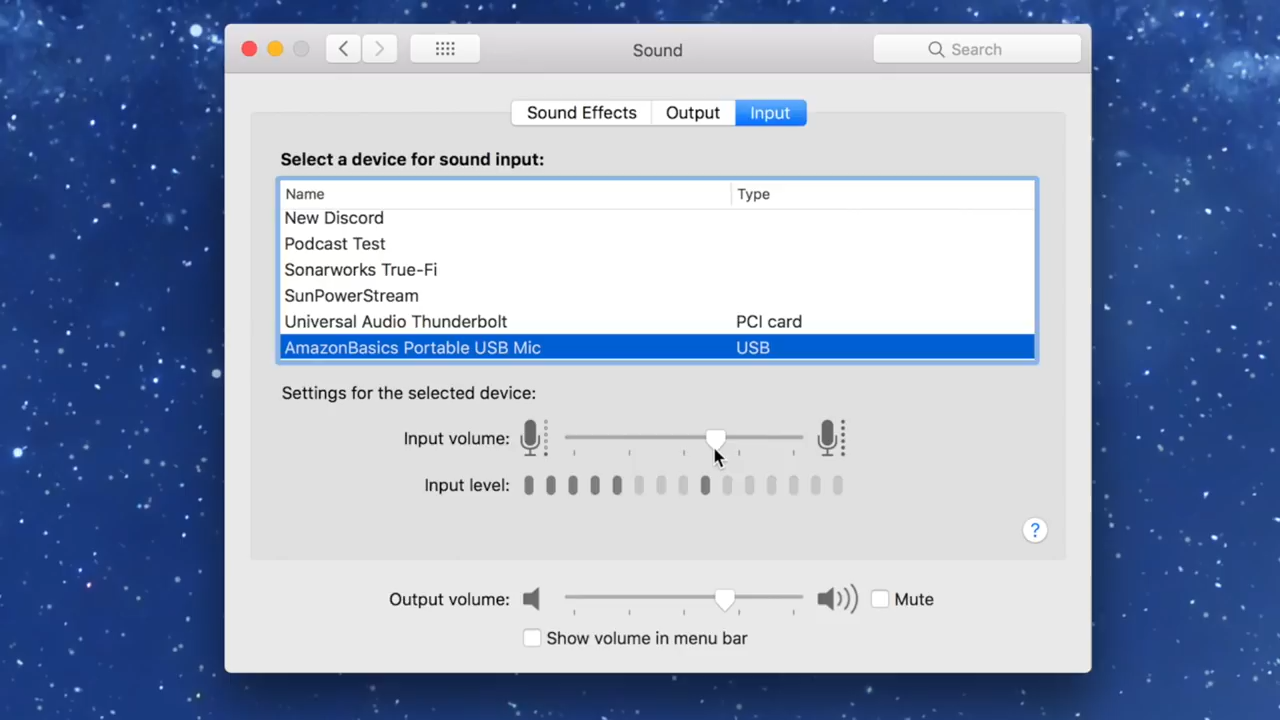 Sound
Search
Sound Effects Output Input
Select a device for sound input:
Name Type
New Discord
Podcast Test
Sonarworks True-Fi
SunPowerStream
Universal Audio Thunderbolt PCI card
AmazonBasics Portable USB Mic USB
Settings for the selected device:
Input volume:
Input level:
?
Output volume: Mute
Show volume in menu bar